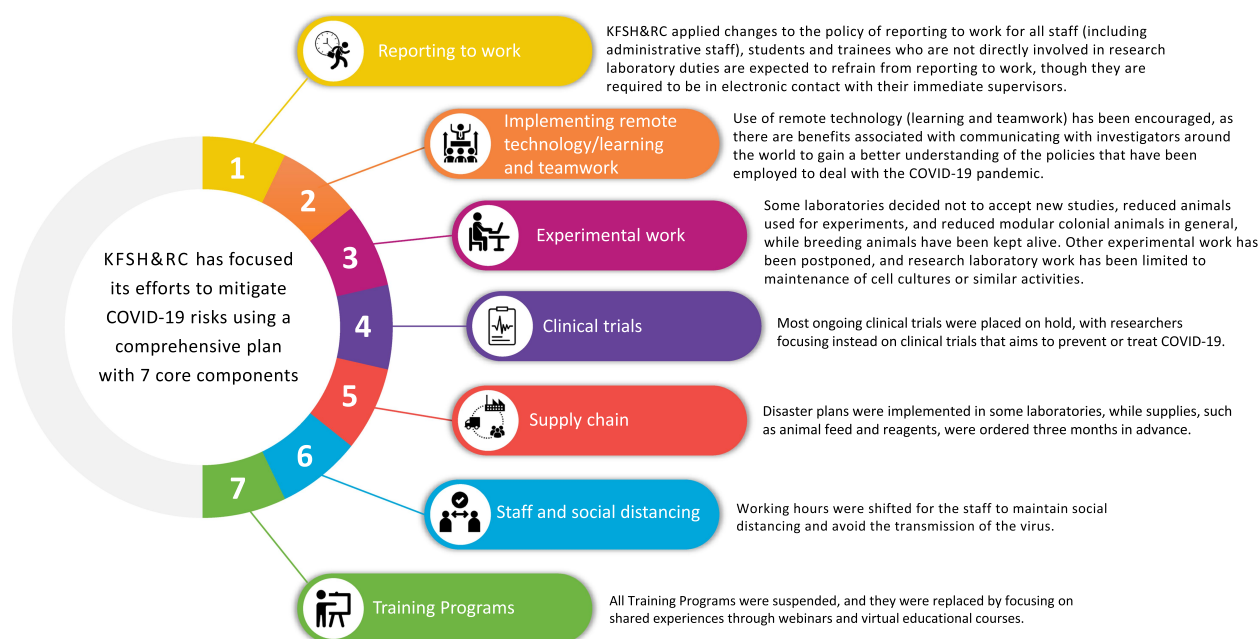 Reporting to work
KFSH&RC applied changes to the policy of reporting to work for all staff (including
administrative staff), students and trainees who are not directly involved in research
laboratory duties are expected to refrain from reporting to work, though they are
required to be in electronic contact with their immediate supervisors.
1
Implementing remote
technology/learning
and teamwork
Use of remote technology (learning and teamwork) has been encouraged, as
there are benefits associated with communicating with investigators around
the world to gain a better understanding of the policies that have been
employed to deal with the COVID-19 pandemic.
2
Experimental work
Some laboratories decided not to accept new studies, reduced animals
used for experiments, and reduced modular colonial animals in general,
while breeding animals have been kept alive. Other experimental work has
been postponed, and research laboratory work has been limited to
maintenance of cell cultures or similar activities.
3
KFSH&RC has focused
its efforts to mitigate
COVID-19 risks using a
comprehensive plan
with 7 core components
4
Clinical trials
Most ongoing clinical trials were placed on hold, with researchers
focusing instead on clinical trials that aims to prevent or treat COVID-19.
5
Supply chain
Disaster plans were implemented in some laboratories, while supplies, such
as animal feed and reagents, were ordered three months in advance.
6
Staff and social distancing
Working hours were shifted for the staff to maintain social
distancing and avoid the transmission of the virus.
7
Training Programs
All Training Programs were suspended, and they were replaced by focusing on
shared experiences through webinars and virtual educational courses.